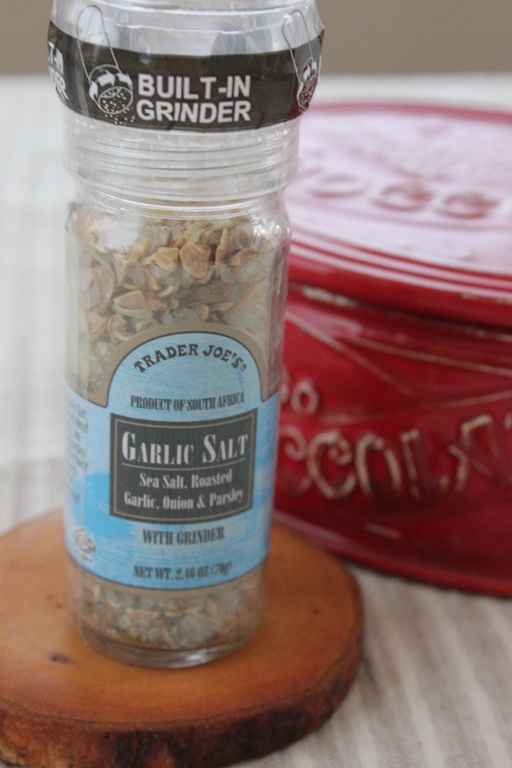 BUILT-IN
GRINDER
TRADER JOE'S
PRODUCT OF SOUTH AFRICA
GARLIC SALT
Sea Salt, Roasted
Garlic, Onion & Parsley
WITH GRINDER
NET WT. 2.46 OZ (70g)